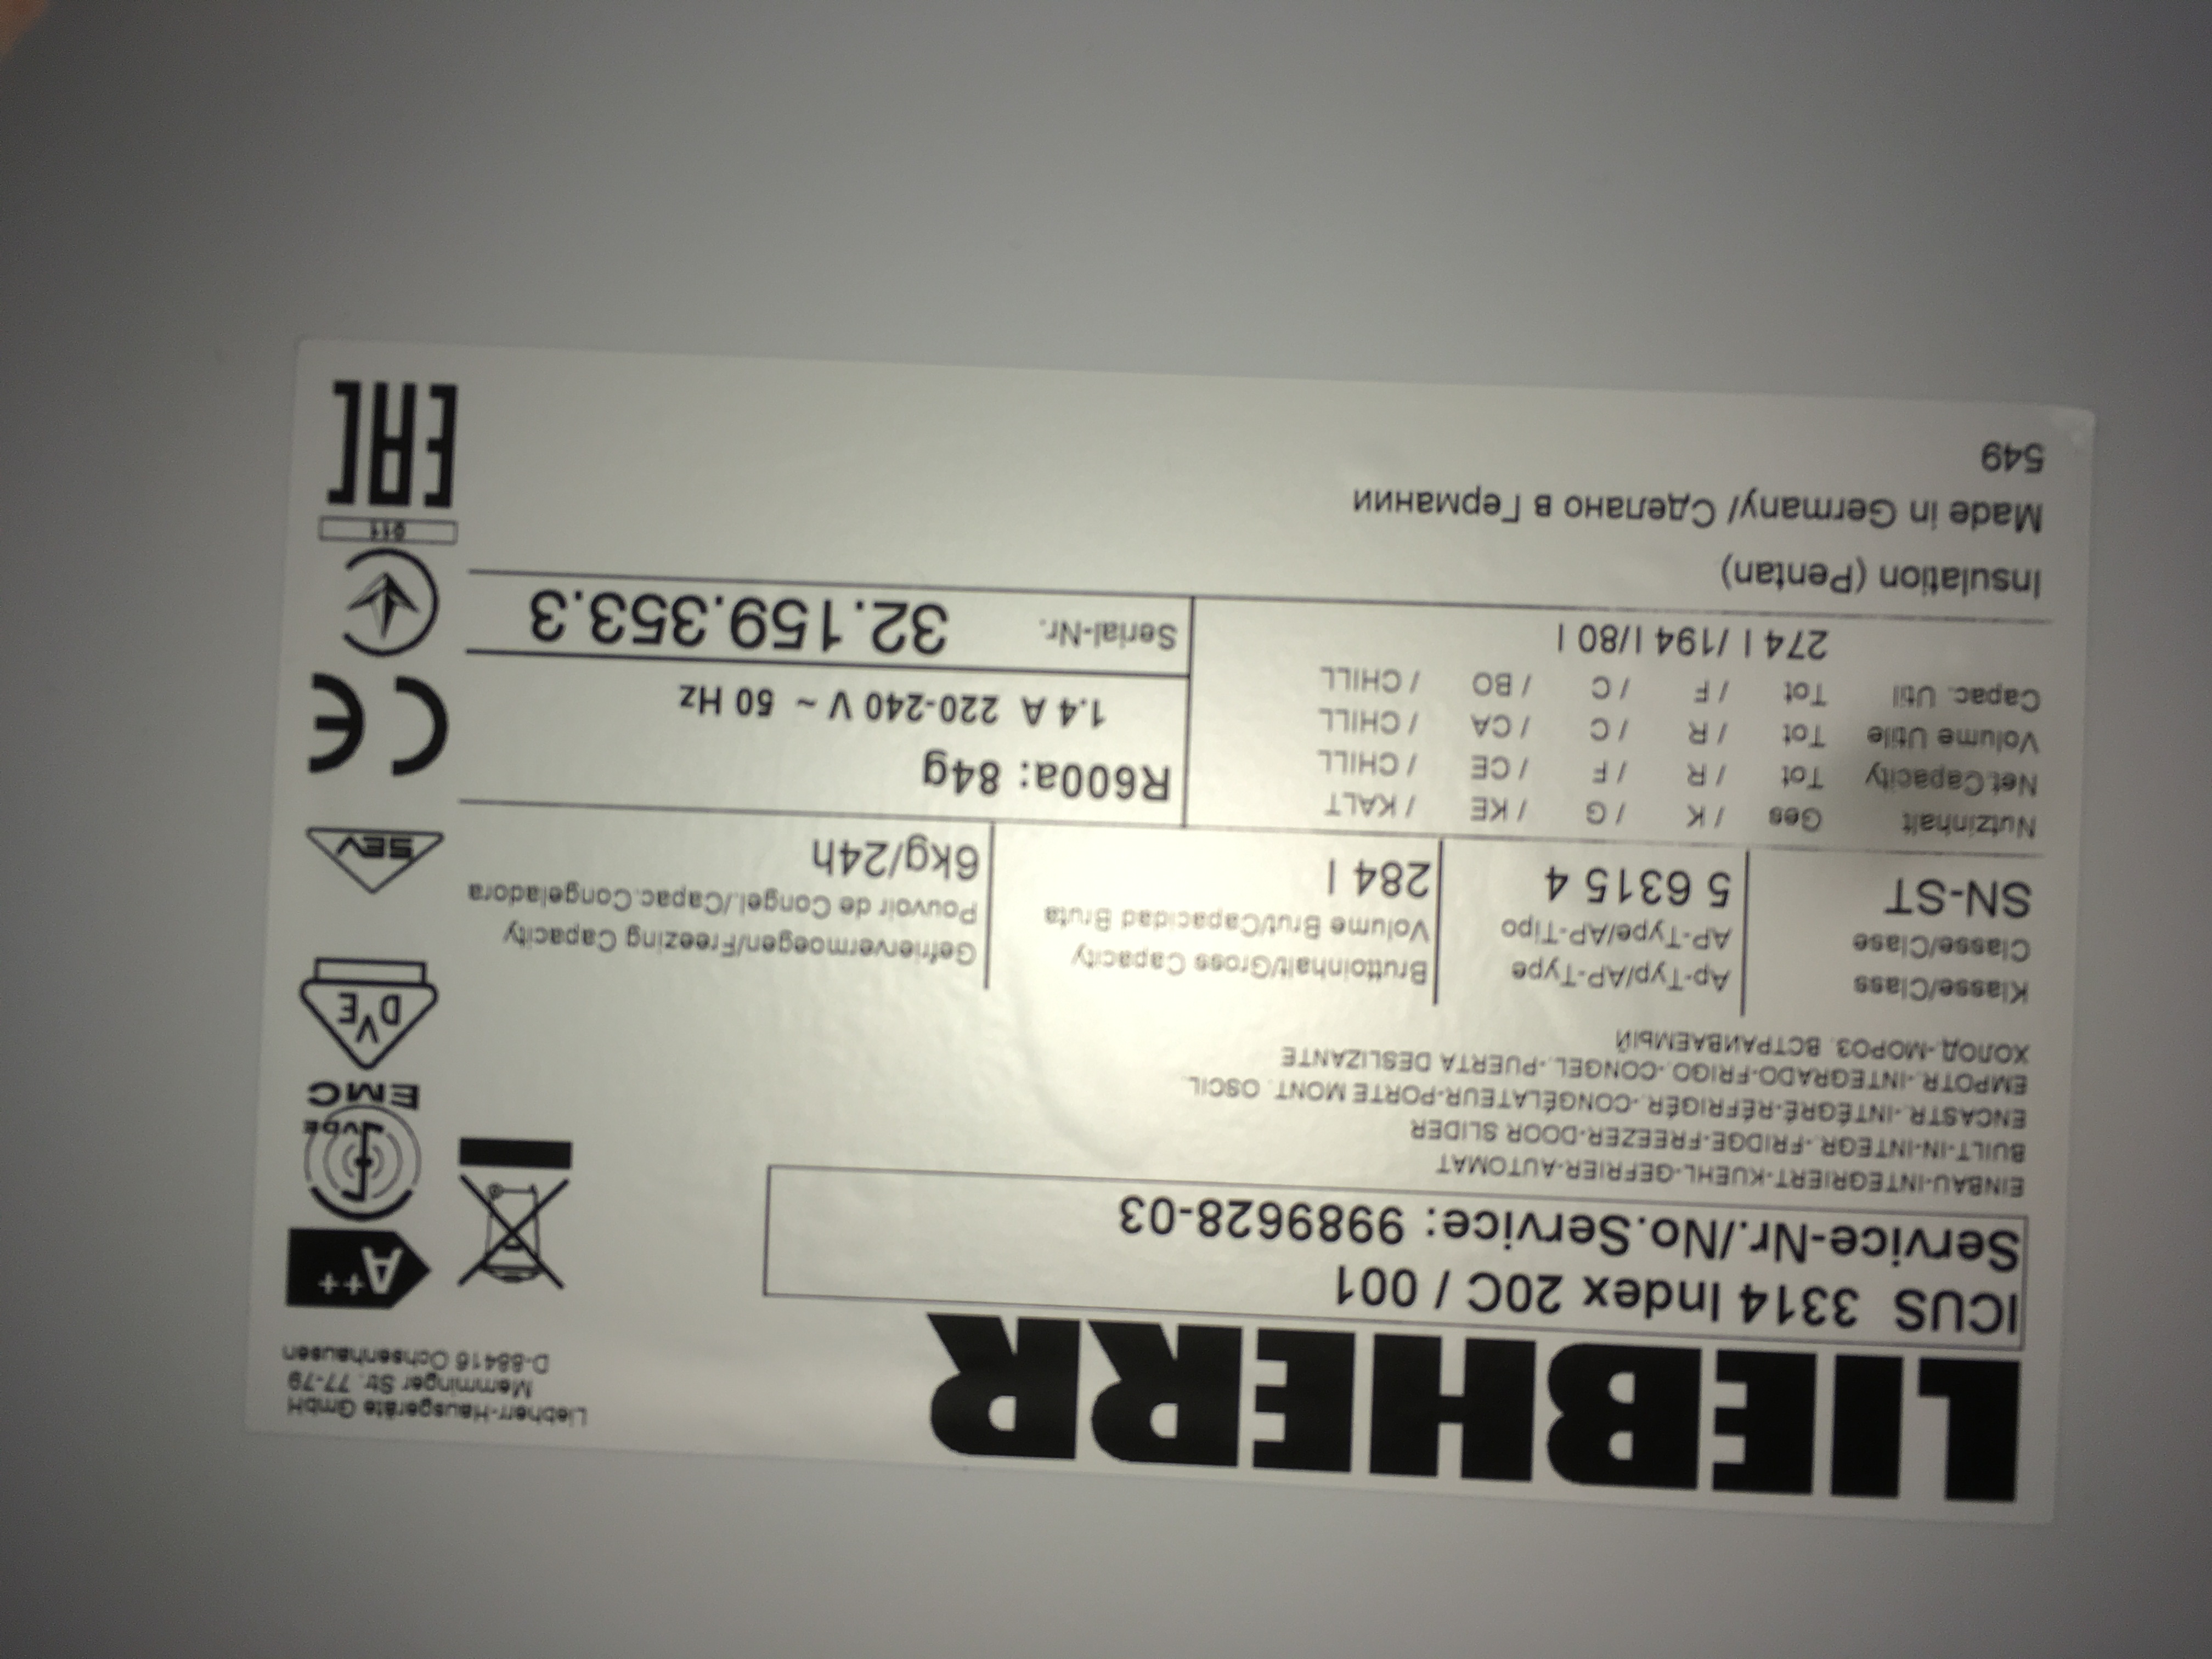 LIEBHERR
Liebherr-Hausgeräte GmbH
Memminger Str. 77-79
D-88416 Ochsenhausen
ICUS 3314 Index 20C / 001
Service-Nr./No.Service: 9989628-03
A++
EINBAU-INTEGRIERT-KUEHL-GEFRIER-AUTOMAT
BUILT-IN-INTEGR.-FRIDGE-FREEZER-DOOR SLIDER
ENCASTR.-INTÉGRÉ-RÉFRIGÉR.-CONGÉLATEUR-PORTE MONT. OSCIL.
EMPOTR.-INTEGRADO-FRIGO.-CONGEL.-PUERTA DESLIZANTE
ХОЛОД.-МОРОЗ. ВСТРАИВАЕМЫЙ
VDE
EMC
DVE
Klasse/Class
Classe/Clase
SN-ST
Ap-Typ/AP-Type
AP-Type/AP-Tipo
5 6315 4
Bruttoinhalt/Gross Capacity
Volume Brut/Capacidad Bruta
284 l
Gefriervermoegen/Freezing Capacity
Pouvoir de Congel./Capac.Congeladora
6kg/24h
SEV
Nutzinhalt Ges / K / G / KE / KALT
Net.Capacity Tot / R / F / CE / CHILL
Volume Utile Tot / R / C / CA / CHILL
Capac. Util Tot / F / C / BO / CHILL
274 l /194 l/80 l
R600a: 84g
1.4 A 220-240 V ~ 50 Hz
Serial-Nr. 32.159.353.3
CE
Insulation (Pentan)
Made in Germany/ Сделано в Германии
549
011
EAC